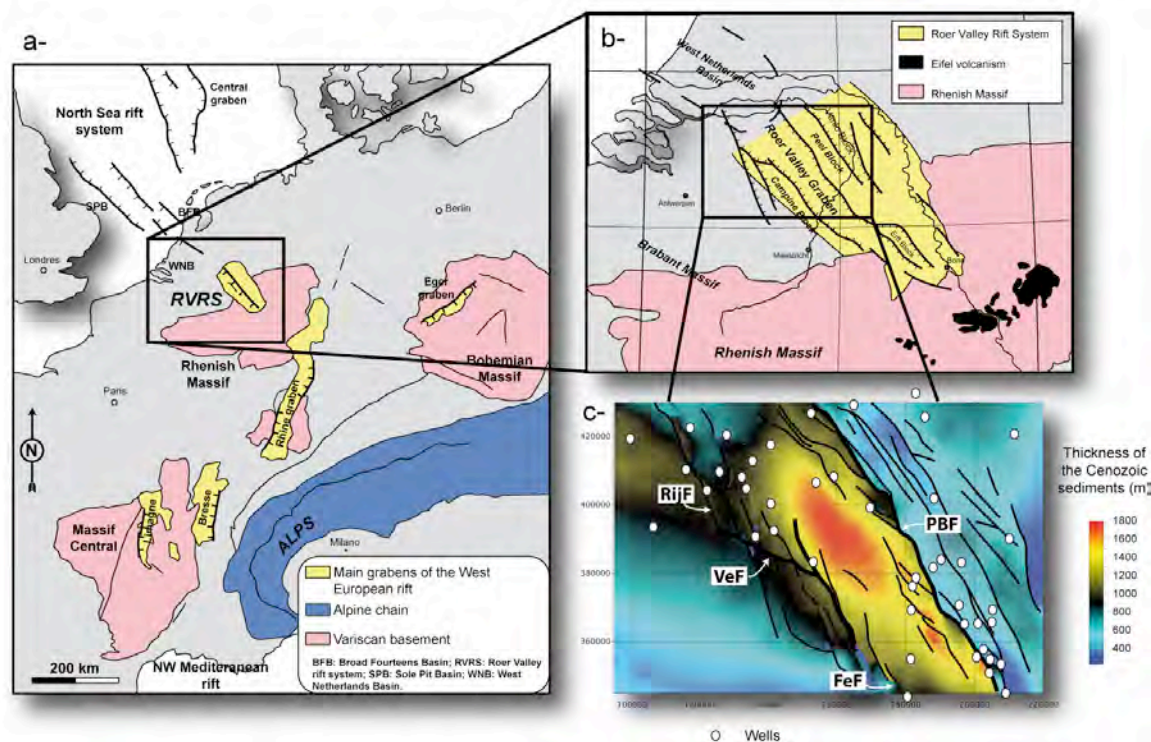 a-
Central
graben
North Sea rift
system
SPB
BFB
Berlin
Londres
WNB
RVRS
Eger
graben
Rhenish
Massif
Bohemian
Massif
Paris
Rhine graben
N
Massif
Central
Limagne
Bresse
ALPS
Milano
Main grabens of the West
European rift
Alpine chain
Variscan basement
BFB: Broad Fourteens Basin; RVRS: Roer Valley
rift system; SPB: Sole Pit Basin; WNB: West
Netherlands Basin.
200 km
NW Mediteranean
rift
b-
West Netherlands
Basin
Roer Valley Rift System
Eifel volcanism
Rhenish Massif
Peel Block
Roer Valley Graben
Campine Block
Antwerpen
Maastricht
Erft Block
Bonn
Brabant Massif
Rhenish Massif
c-
420000
400000
380000
360000
RijF
VeF
PBF
FeF
Thickness of
the Cenozoic
sediments (m)
1800
1600
1400
1200
1000
800
600
400
220000
Wells